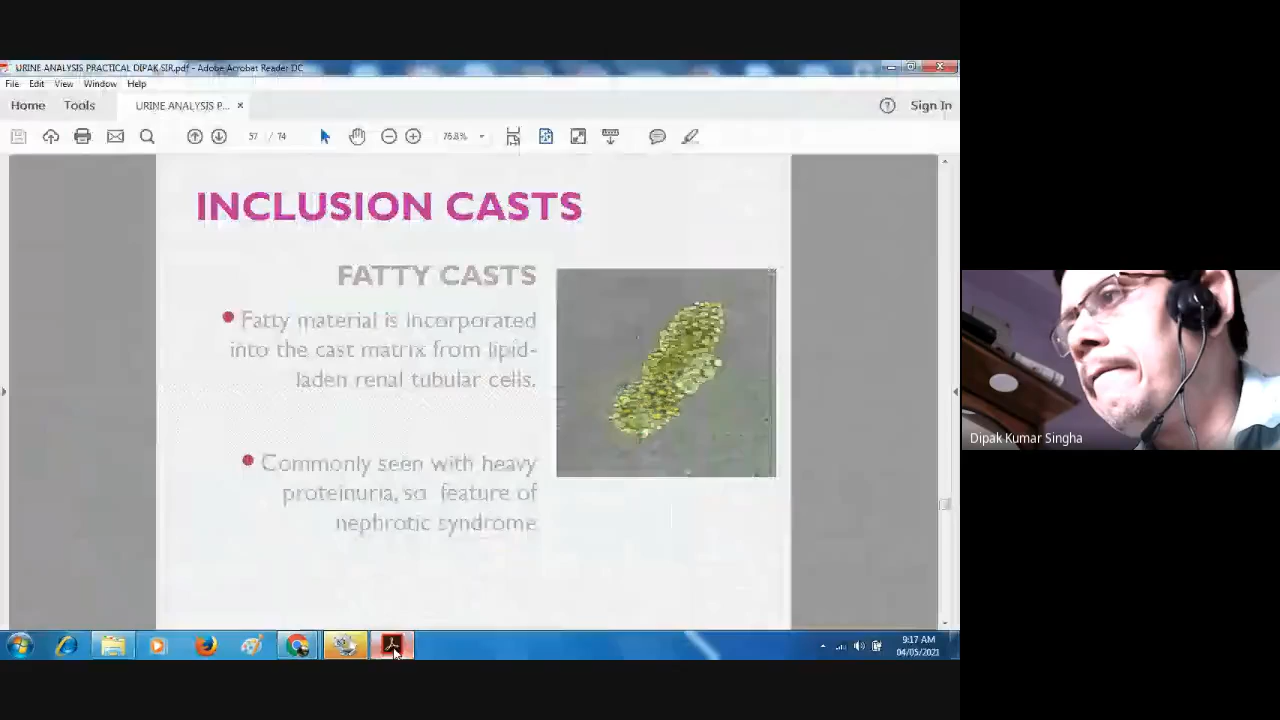 URINE ANALYSIS PRACTICAL DIPAK SIR.pdf - Adobe Acrobat Reader DC
File Edit View Window Help
Home Tools URINE ANALYSIS P... × ? Sign In
57 / 74 76.8%
INCLUSION CASTS
FATTY CASTS
• Fatty material is incorporated
into the cast matrix from lipid-
laden renal tubular cells.
• Commonly seen with heavy
proteinuria, so feature of
nephrotic syndrome
Dipak Kumar Singha
9:17 AM
04/05/2021